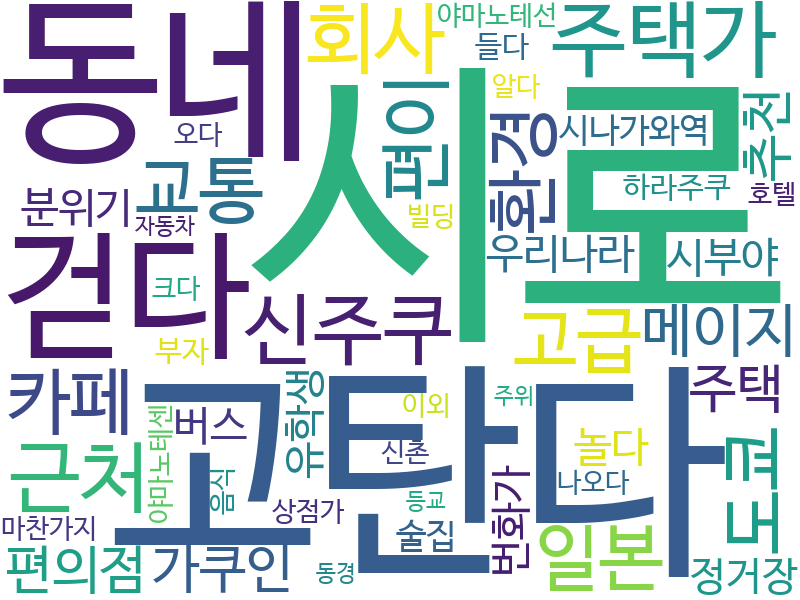 동네
회사
야마노테선
들다
주택가
시로
알다
편이
환경
시나가와역
추천
오다
교통
분위기
자동차
빌딩
하라주쿠
호텔
걷다
우리나라
시부야
크다
신주쿠
부자
고급
메이지
카페
고탄다
주택
버스
유학생
이외
주위
근처
야마노테센
음식
신촌
놀다
나오다
도쿄
상점가
등교
번화가
마찬가지
술집
일본
편의점
가쿠인
동경
정거장